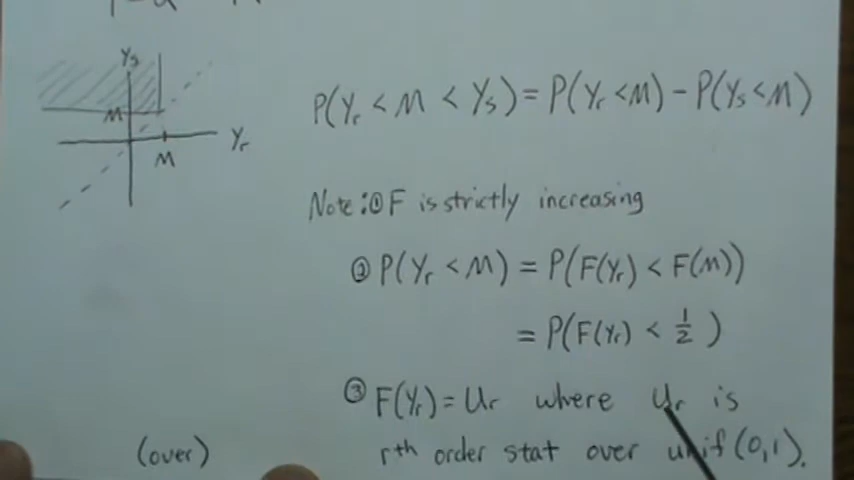 Ys
M
Yr
M
P(Yr < M < Ys) = P(Yr < M) - P(Ys < M)
Note: ① F is strictly increasing
② P(Yr < M) = P(F(Yr) < F(M))
= P(F(Yr) < 1/2 )
③ F(Yr) = Ur where Ur is
rth order stat over unif (0,1).
(over)